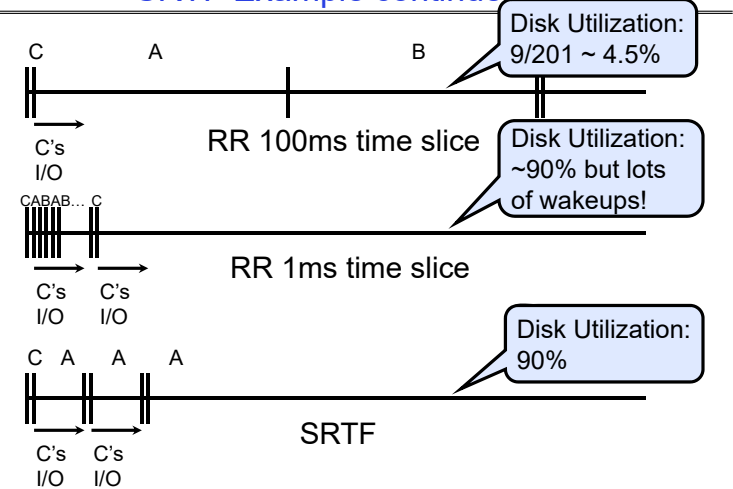 Disk Utilization:
9/201 ~ 4.5%
C A B
C's
I/O
RR 100ms time slice
Disk Utilization:
~90% but lots
of wakeups!
CABAB... C
RR 1ms time slice
C's C's
I/O I/O
Disk Utilization:
90%
C A A A
SRTF
C's C's
I/O I/O